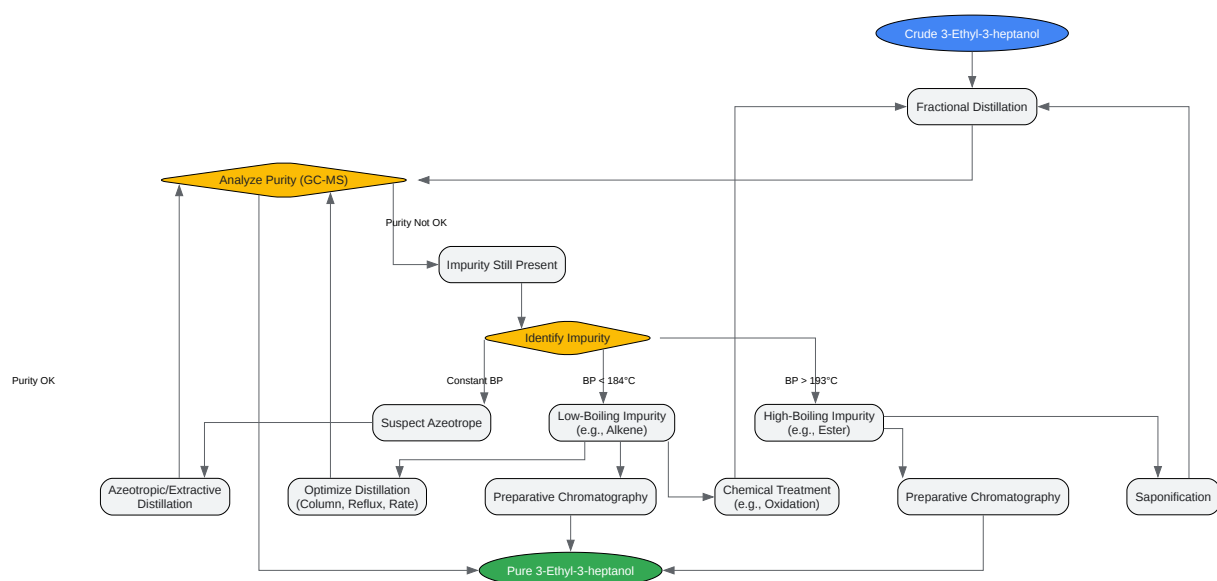 Crude 3-Ethyl-3-heptanol
Fractional Distillation
Analyze Purity (GC-MS)
Purity Not OK
Impurity Still Present
Identify Impurity
Purity OK
Constant BP
BP < 184°C
BP > 193°C
Suspect Azeotrope
Low-Boiling Impurity
(e.g., Alkene)
High-Boiling Impurity
(e.g., Ester)
Azeotropic/Extractive
Distillation
Optimize Distillation
(Column, Reflux, Rate)
Preparative Chromatography
Chemical Treatment
(e.g., Oxidation)
Preparative Chromatography
Saponification
Pure 3-Ethyl-3-heptanol